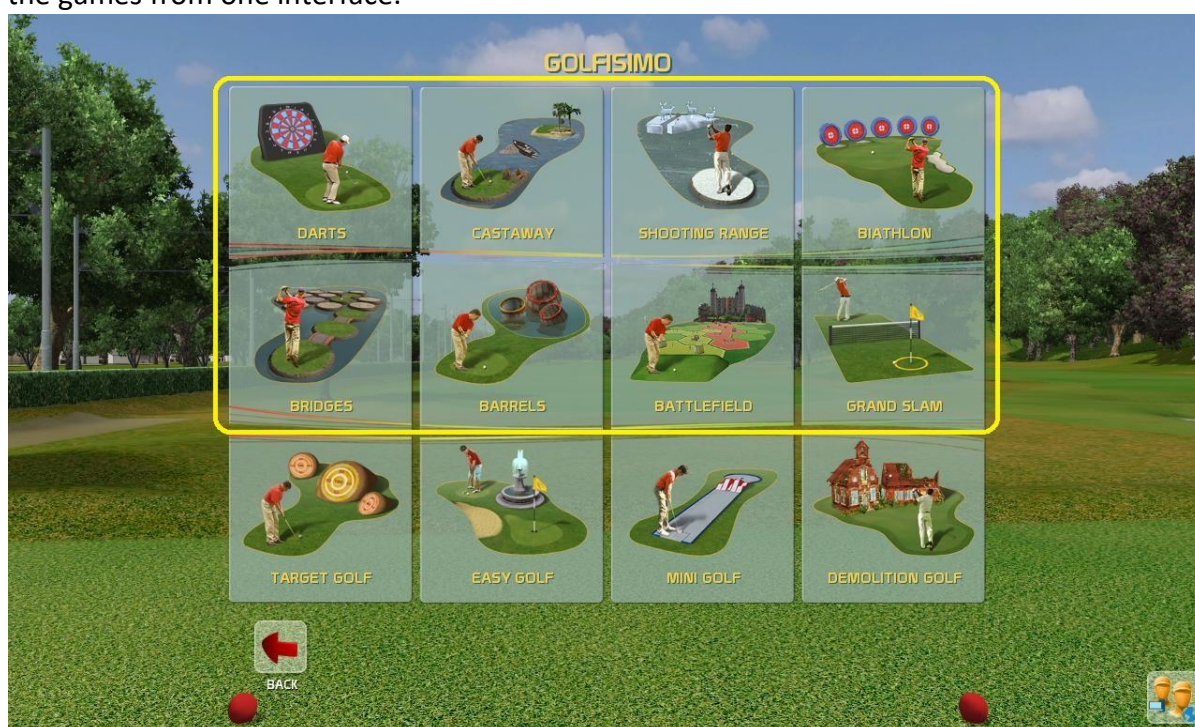 the games from one interface.
GOLFISIMO
DARTS
CASTAWAY
SHOOTING RANGE
BIATHLON
BRIDGES
BARRELS
BATTLEFIELD
GRAND SLAM
TARGET GOLF
EASY GOLF
MINI GOLF
DEMOLITION GOLF
BACK